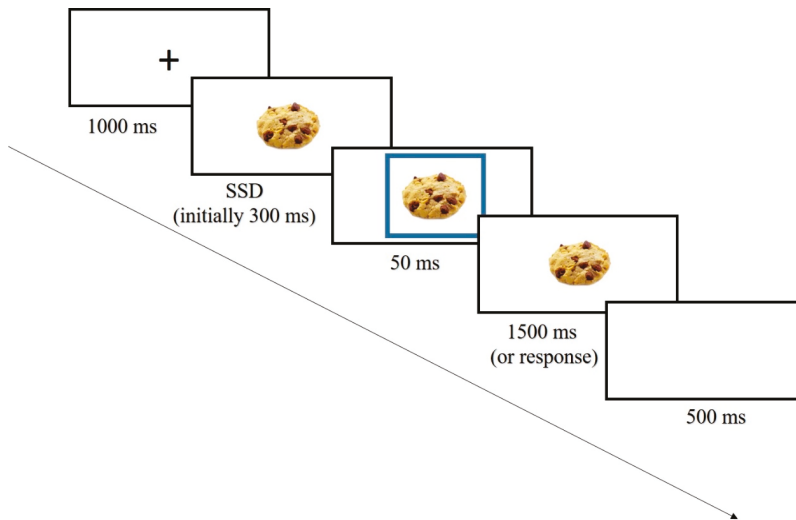 1000 ms
SSD
(initially 300 ms)
50 ms
1500 ms
(or response)
500 ms